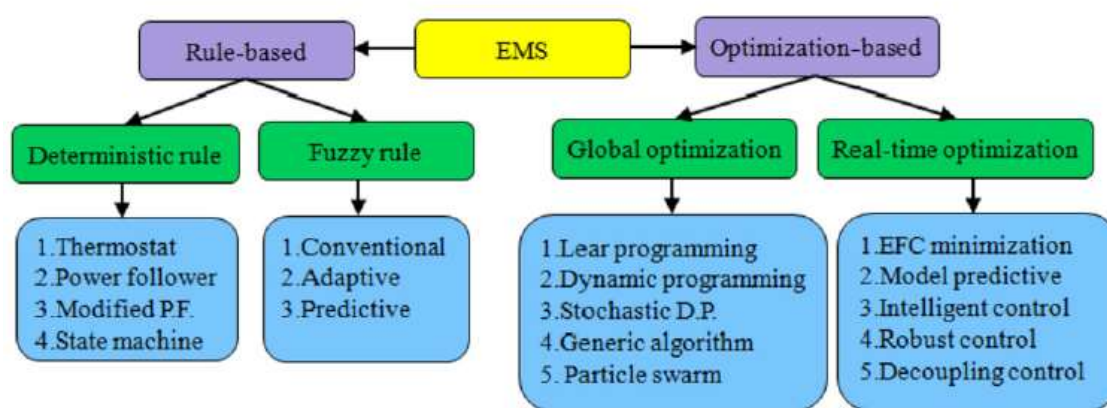 Rule-based
EMS
Optimization-based
Deterministic rule
Fuzzy rule
Global optimization
Real-time optimization
1.Thermostat
2.Power follower
3.Modified P.F.
4.State machine
1.Conventional
2.Adaptive
3.Predictive
1.Lear programming
2.Dynamic programming
3.Stochastic D.P.
4.Generic algorithm
5. Particle swarm
1.EFC minimization
2.Model predictive
3.Intelligent control
4.Robust control
5.Decoupling control